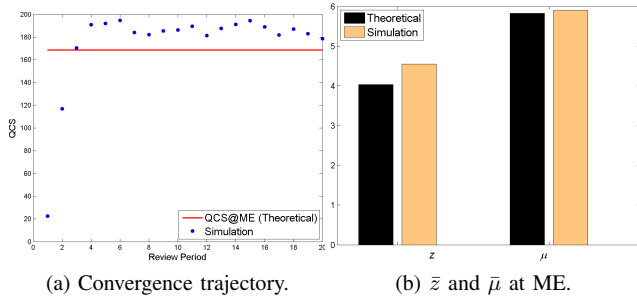 200
180
160
140
120
100
80
60
40
20
0
QCS
QCS@ME (Theoretical)
Simulation
0 2 4 6 8 10 12 14 16 18 20
Review Period
(a) Convergence trajectory.
6
5
4
3
2
1
0
Theoretical
Simulation
z μ
(b) z̄ and μ̄ at ME.